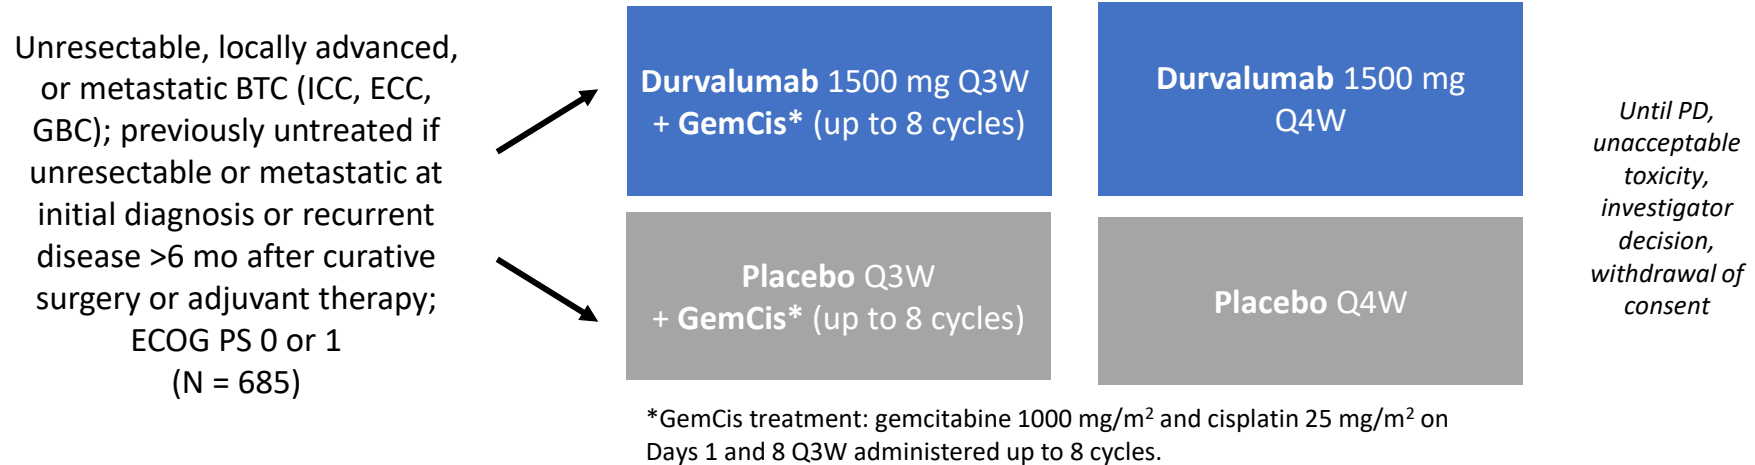 Unresectable, locally advanced,
or metastatic BTC (ICC, ECC,
GBC); previously untreated if
unresectable or metastatic at
initial diagnosis or recurrent
disease >6 mo after curative
surgery or adjuvant therapy;
ECOG PS 0 or 1
(N = 685)
Durvalumab 1500 mg Q3W
+ GemCis* (up to 8 cycles)
Durvalumab 1500 mg
Q4W
Placebo Q3W
+ GemCis* (up to 8 cycles)
Placebo Q4W
Until PD,
unacceptable
toxicity,
investigator
decision,
withdrawal of
consent
*GemCis treatment: gemcitabine 1000 mg/m² and cisplatin 25 mg/m² on
Days 1 and 8 Q3W administered up to 8 cycles.